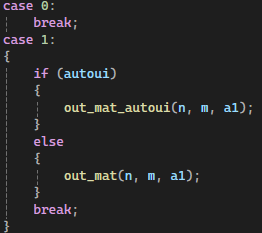 case 0:
    break;
case 1:
{
    if (autoui)
    {
        out_mat_autoui(n, m, a1);
    }
    else
    {
        out_mat(n, m, a1);
    }
    break;
}